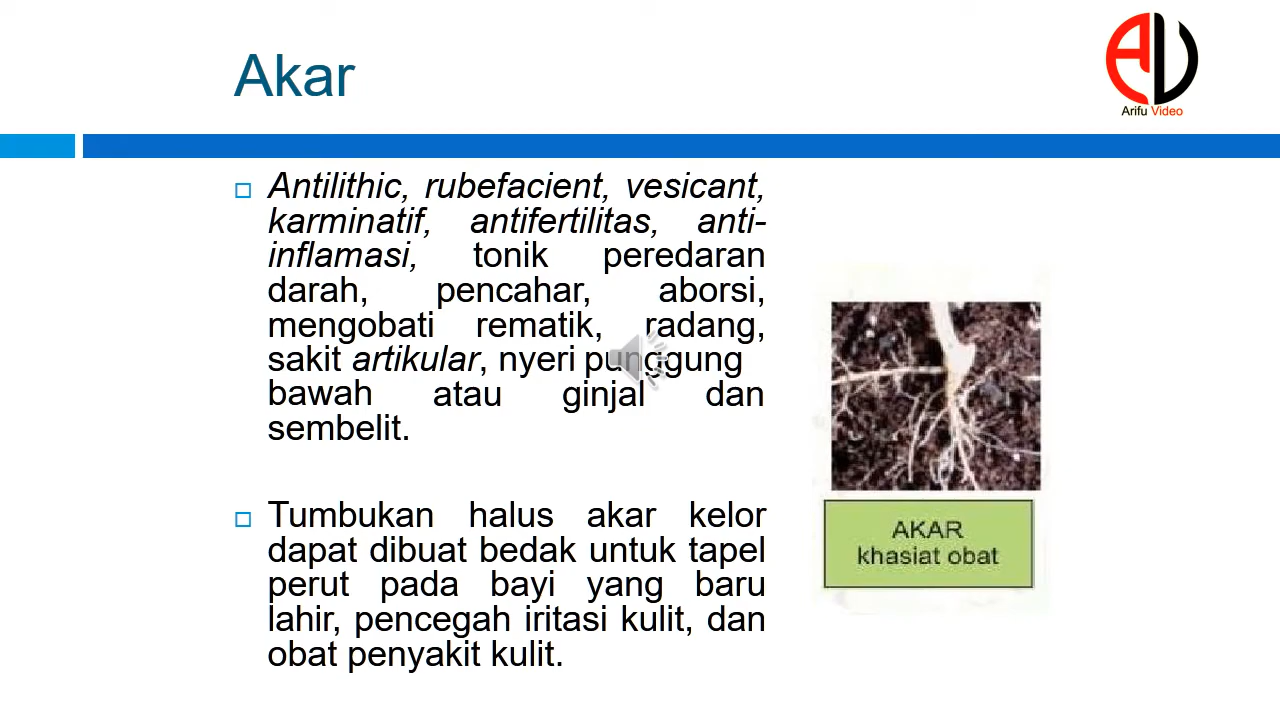 Akar
Arifu Video
Antilithic, rubefacient, vesicant,
karminatif, antifertilitas, anti-
inflamasi, tonik peredaran
darah, pencahar, aborsi,
mengobati rematik, radang,
sakit artikular, nyeri punggung
bawah atau ginjal dan
sembelit.
Tumbukan halus akar kelor
dapat dibuat bedak untuk tapel
perut pada bayi yang baru
lahir, pencegah iritasi kulit, dan
obat penyakit kulit.
AKAR
khasiat obat